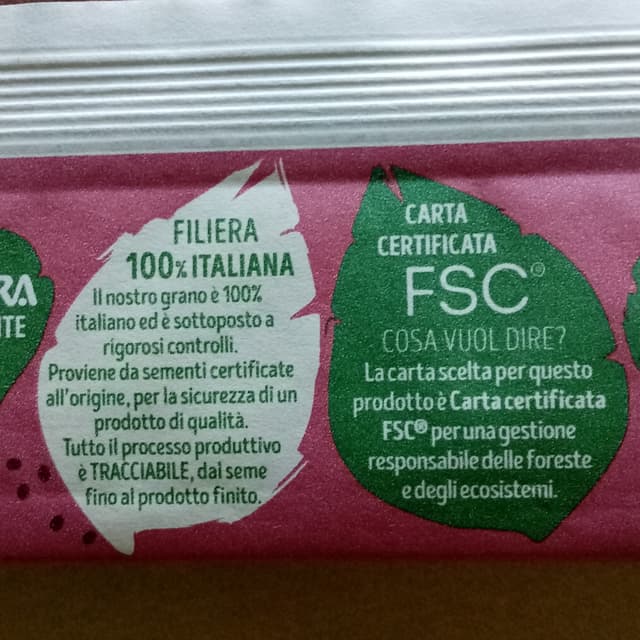 RA
NTE
FILIERA
100% ITALIANA
Il nostro grano è 100%
italiano ed è sottoposto a
rigorosi controlli.
Proviene da sementi certificate
all'origine, per la sicurezza di un
prodotto di qualità.
Tutto il processo produttivo
è TRACCIABILE, dal seme
fino al prodotto finito.
CARTA
CERTIFICATA
FSC®
COSA VUOL DIRE?
La carta scelta per questo
prodotto è Carta certificata
FSC® per una gestione
responsabile delle foreste
e degli ecosistemi.